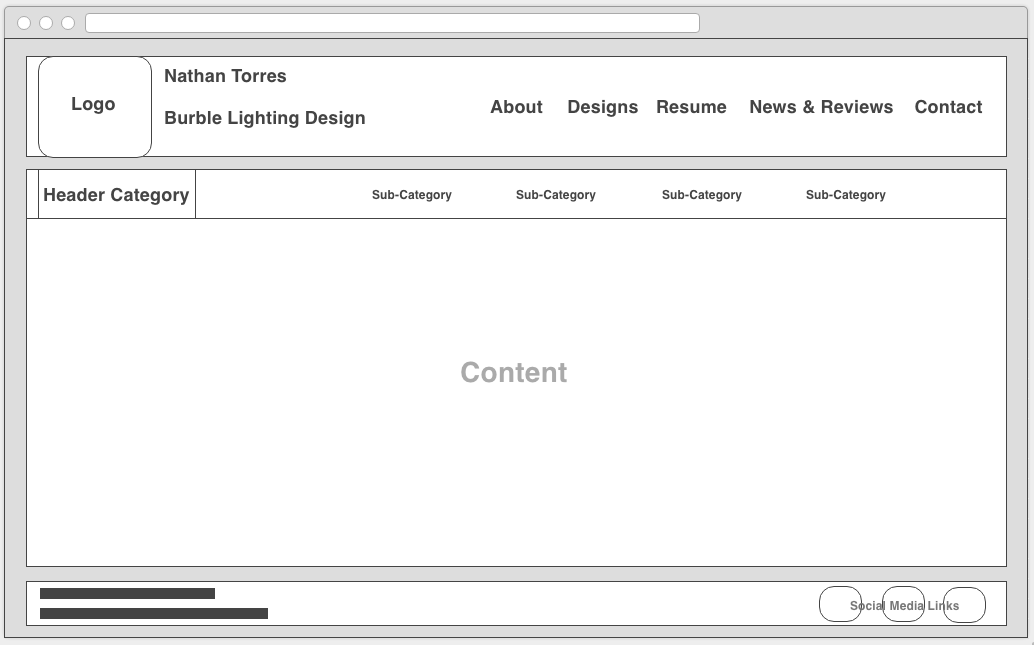 Logo
Nathan Torres
Burble Lighting Design
About Designs Resume News & Reviews Contact
Header Category Sub-Category Sub-Category Sub-Category Sub-Category
Content
Social Media Links